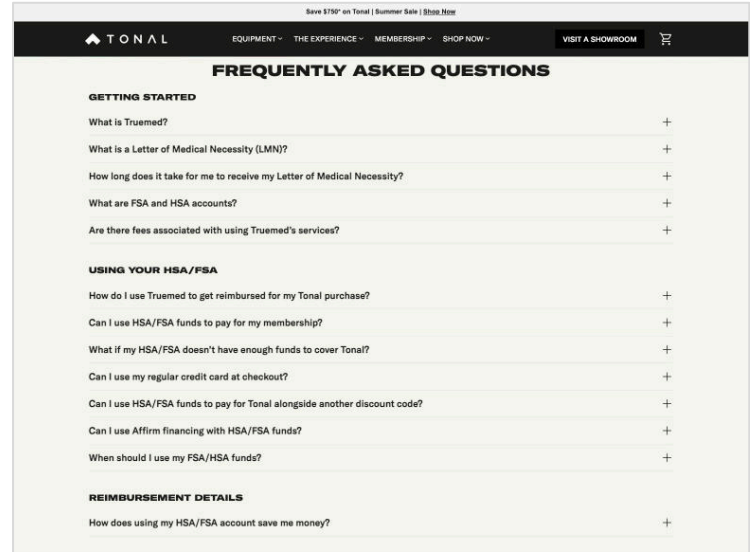 Save $750* on Tonal | Summer Sale | Shop Now
TONAL EQUIPMENT THE EXPERIENCE MEMBERSHIP SHOP NOW VISIT A SHOWROOM
FREQUENTLY ASKED QUESTIONS
GETTING STARTED
What is Truemed?
What is a Letter of Medical Necessity (LMN)?
How long does it take for me to receive my Letter of Medical Necessity?
What are FSA and HSA accounts?
Are there fees associated with using Truemed's services?
USING YOUR HSA/FSA
How do I use Truemed to get reimbursed for my Tonal purchase?
Can I use HSA/FSA funds to pay for my membership?
What if my HSA/FSA doesn't have enough funds to cover Tonal?
Can I use my regular credit card at checkout?
Can I use HSA/FSA funds to pay for Tonal alongside another discount code?
Can I use Affirm financing with HSA/FSA funds?
When should I use my FSA/HSA funds?
REIMBURSEMENT DETAILS
How does using my HSA/FSA account save me money?